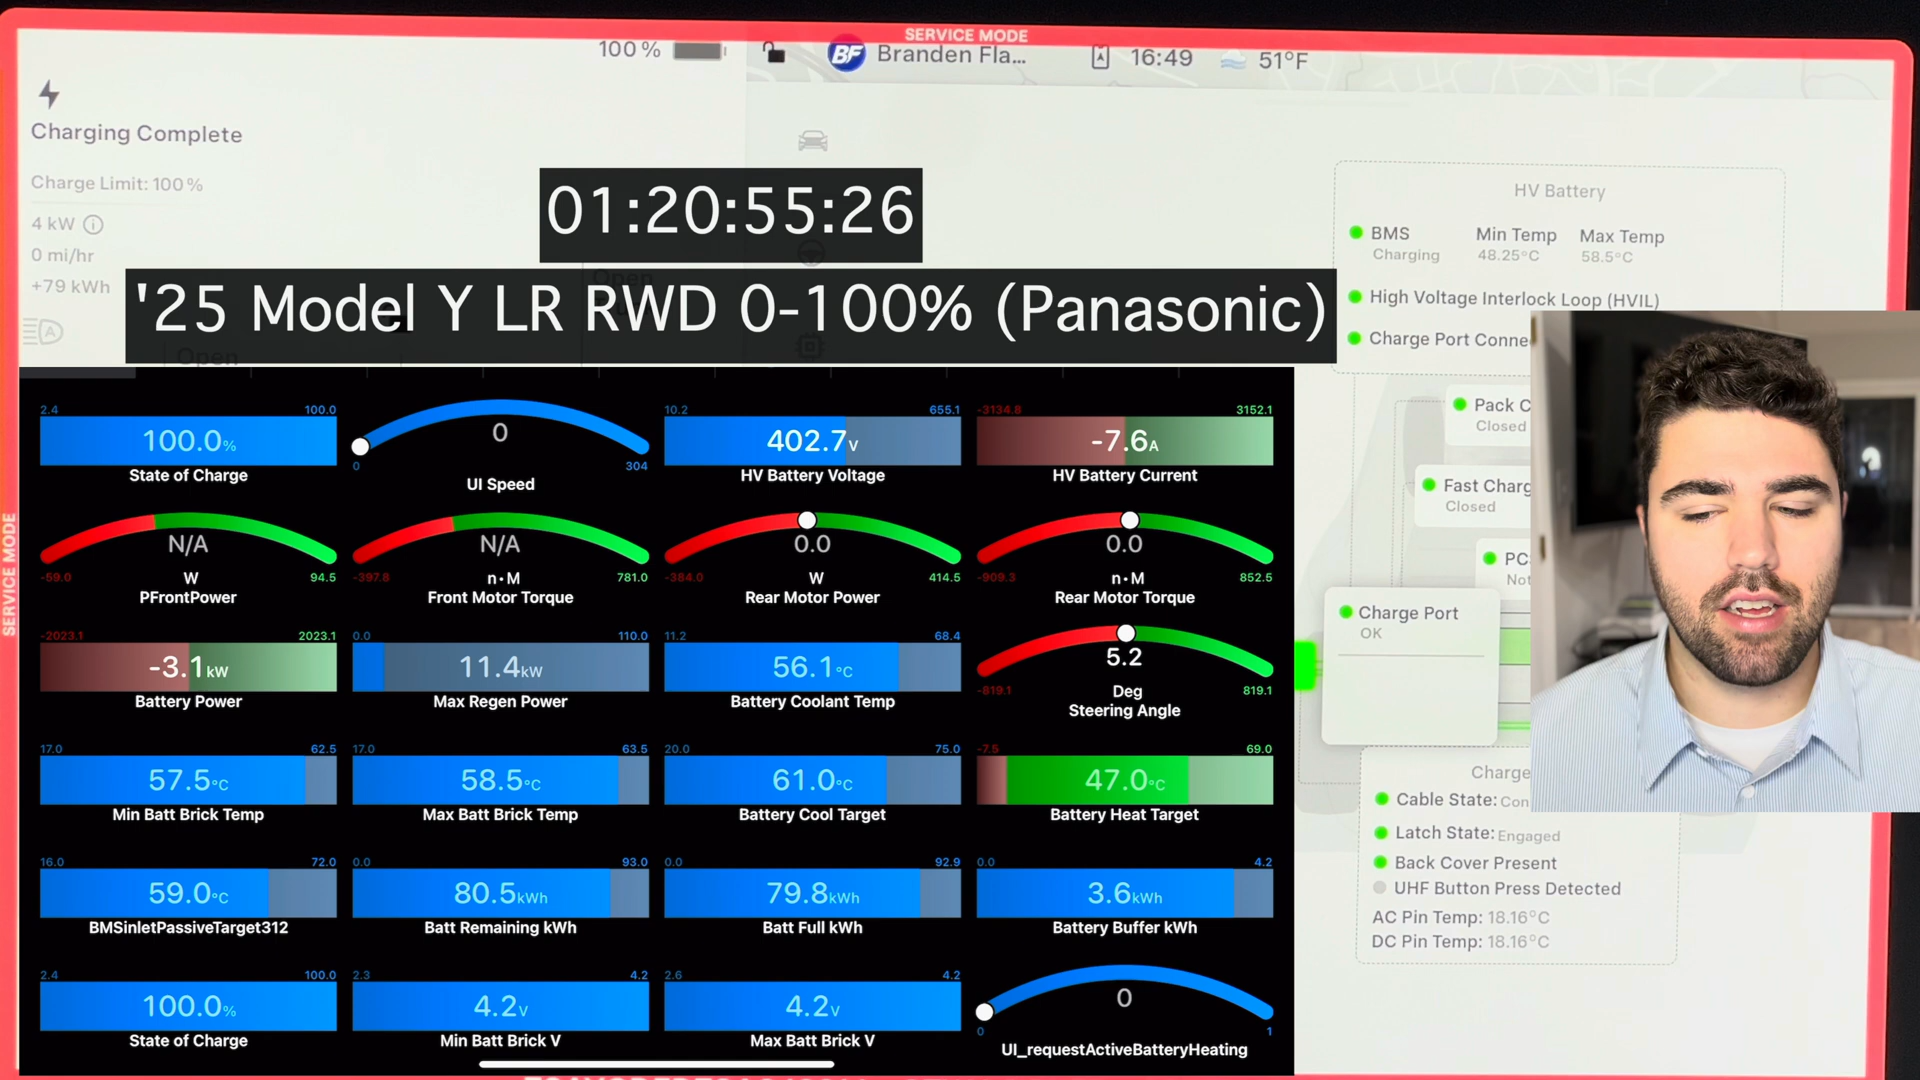 SERVICE MODE
100 %
BF
Branden Fla...
16:49
51°F
Charging Complete
Charge Limit: 100 %
4 kW
0 mi/hr
+79 kWh
01:20:55:26
Open
'25 Model Y LR RWD 0-100% (Panasonic)
Open
HV Battery
BMS
Charging
Min Temp
48.25°C
Max Temp
58.5°C
High Voltage Interlock Loop (HVIL)
Charge Port Conne
Pack C
Closed
Fast Charg
Closed
PC
Not
Charge Port
OK
Charge
Cable State: Con
Latch State: Engaged
Back Cover Present
UHF Button Press Detected
AC Pin Temp: 18.16°C
DC Pin Temp: 18.16°C
SERVICE MODE
2.4 100.0
100.0%
State of Charge
0
0 304
UI Speed
10.2 655.1
402.7V
HV Battery Voltage
-3134.8 3152.1
-7.6A
HV Battery Current
N/A
-59.0 W 94.5
PFrontPower
N/A
-397.8 n·M 781.0
Front Motor Torque
0.0
-384.0 W 414.5
Rear Motor Power
0.0
-909.3 n·M 852.5
Rear Motor Torque
-2023.1 2023.1
-3.1kW
Battery Power
0.0 110.0
11.4kW
Max Regen Power
11.2 68.4
56.1°C
Battery Coolant Temp
5.2
-819.1 Deg 819.1
Steering Angle
17.0 62.5
57.5°C
Min Batt Brick Temp
17.0 63.5
58.5°C
Max Batt Brick Temp
20.0 75.0
61.0°C
Battery Cool Target
-7.5 69.0
47.0°C
Battery Heat Target
16.0 72.0
59.0°C
BMSinletPassiveTarget312
0.0 93.0
80.5kWh
Batt Remaining kWh
0.0 92.9
79.8kWh
Batt Full kWh
0.0 4.2
3.6kWh
Battery Buffer kWh
2.4 100.0
100.0%
State of Charge
2.3 4.2
4.2V
Min Batt Brick V
2.6 4.2
4.2V
Max Batt Brick V
0
0 1
UI_requestActiveBatteryHeating